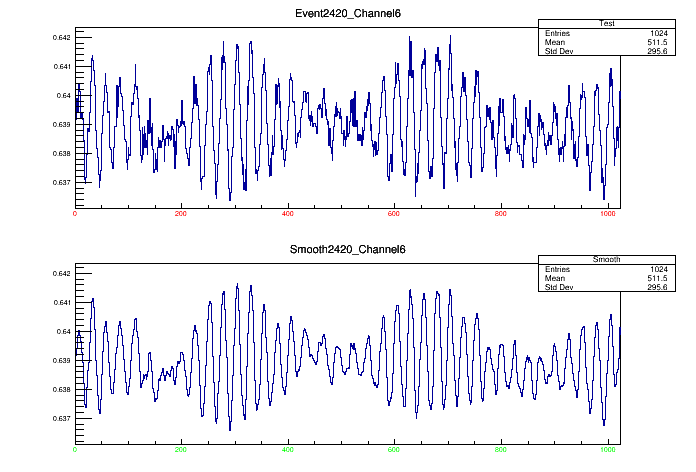 Event2420_Channel6
Test
Entries 1024
Mean 511.5
Std Dev 295.6
0.642
0.641
0.64
0.639
0.638
0.637
0 200 400 600 800 1000
Smooth2420_Channel6
Smooth
Entries 1024
Mean 511.5
Std Dev 295.6
0.642
0.641
0.64
0.639
0.638
0.637
0 200 400 600 800 1000